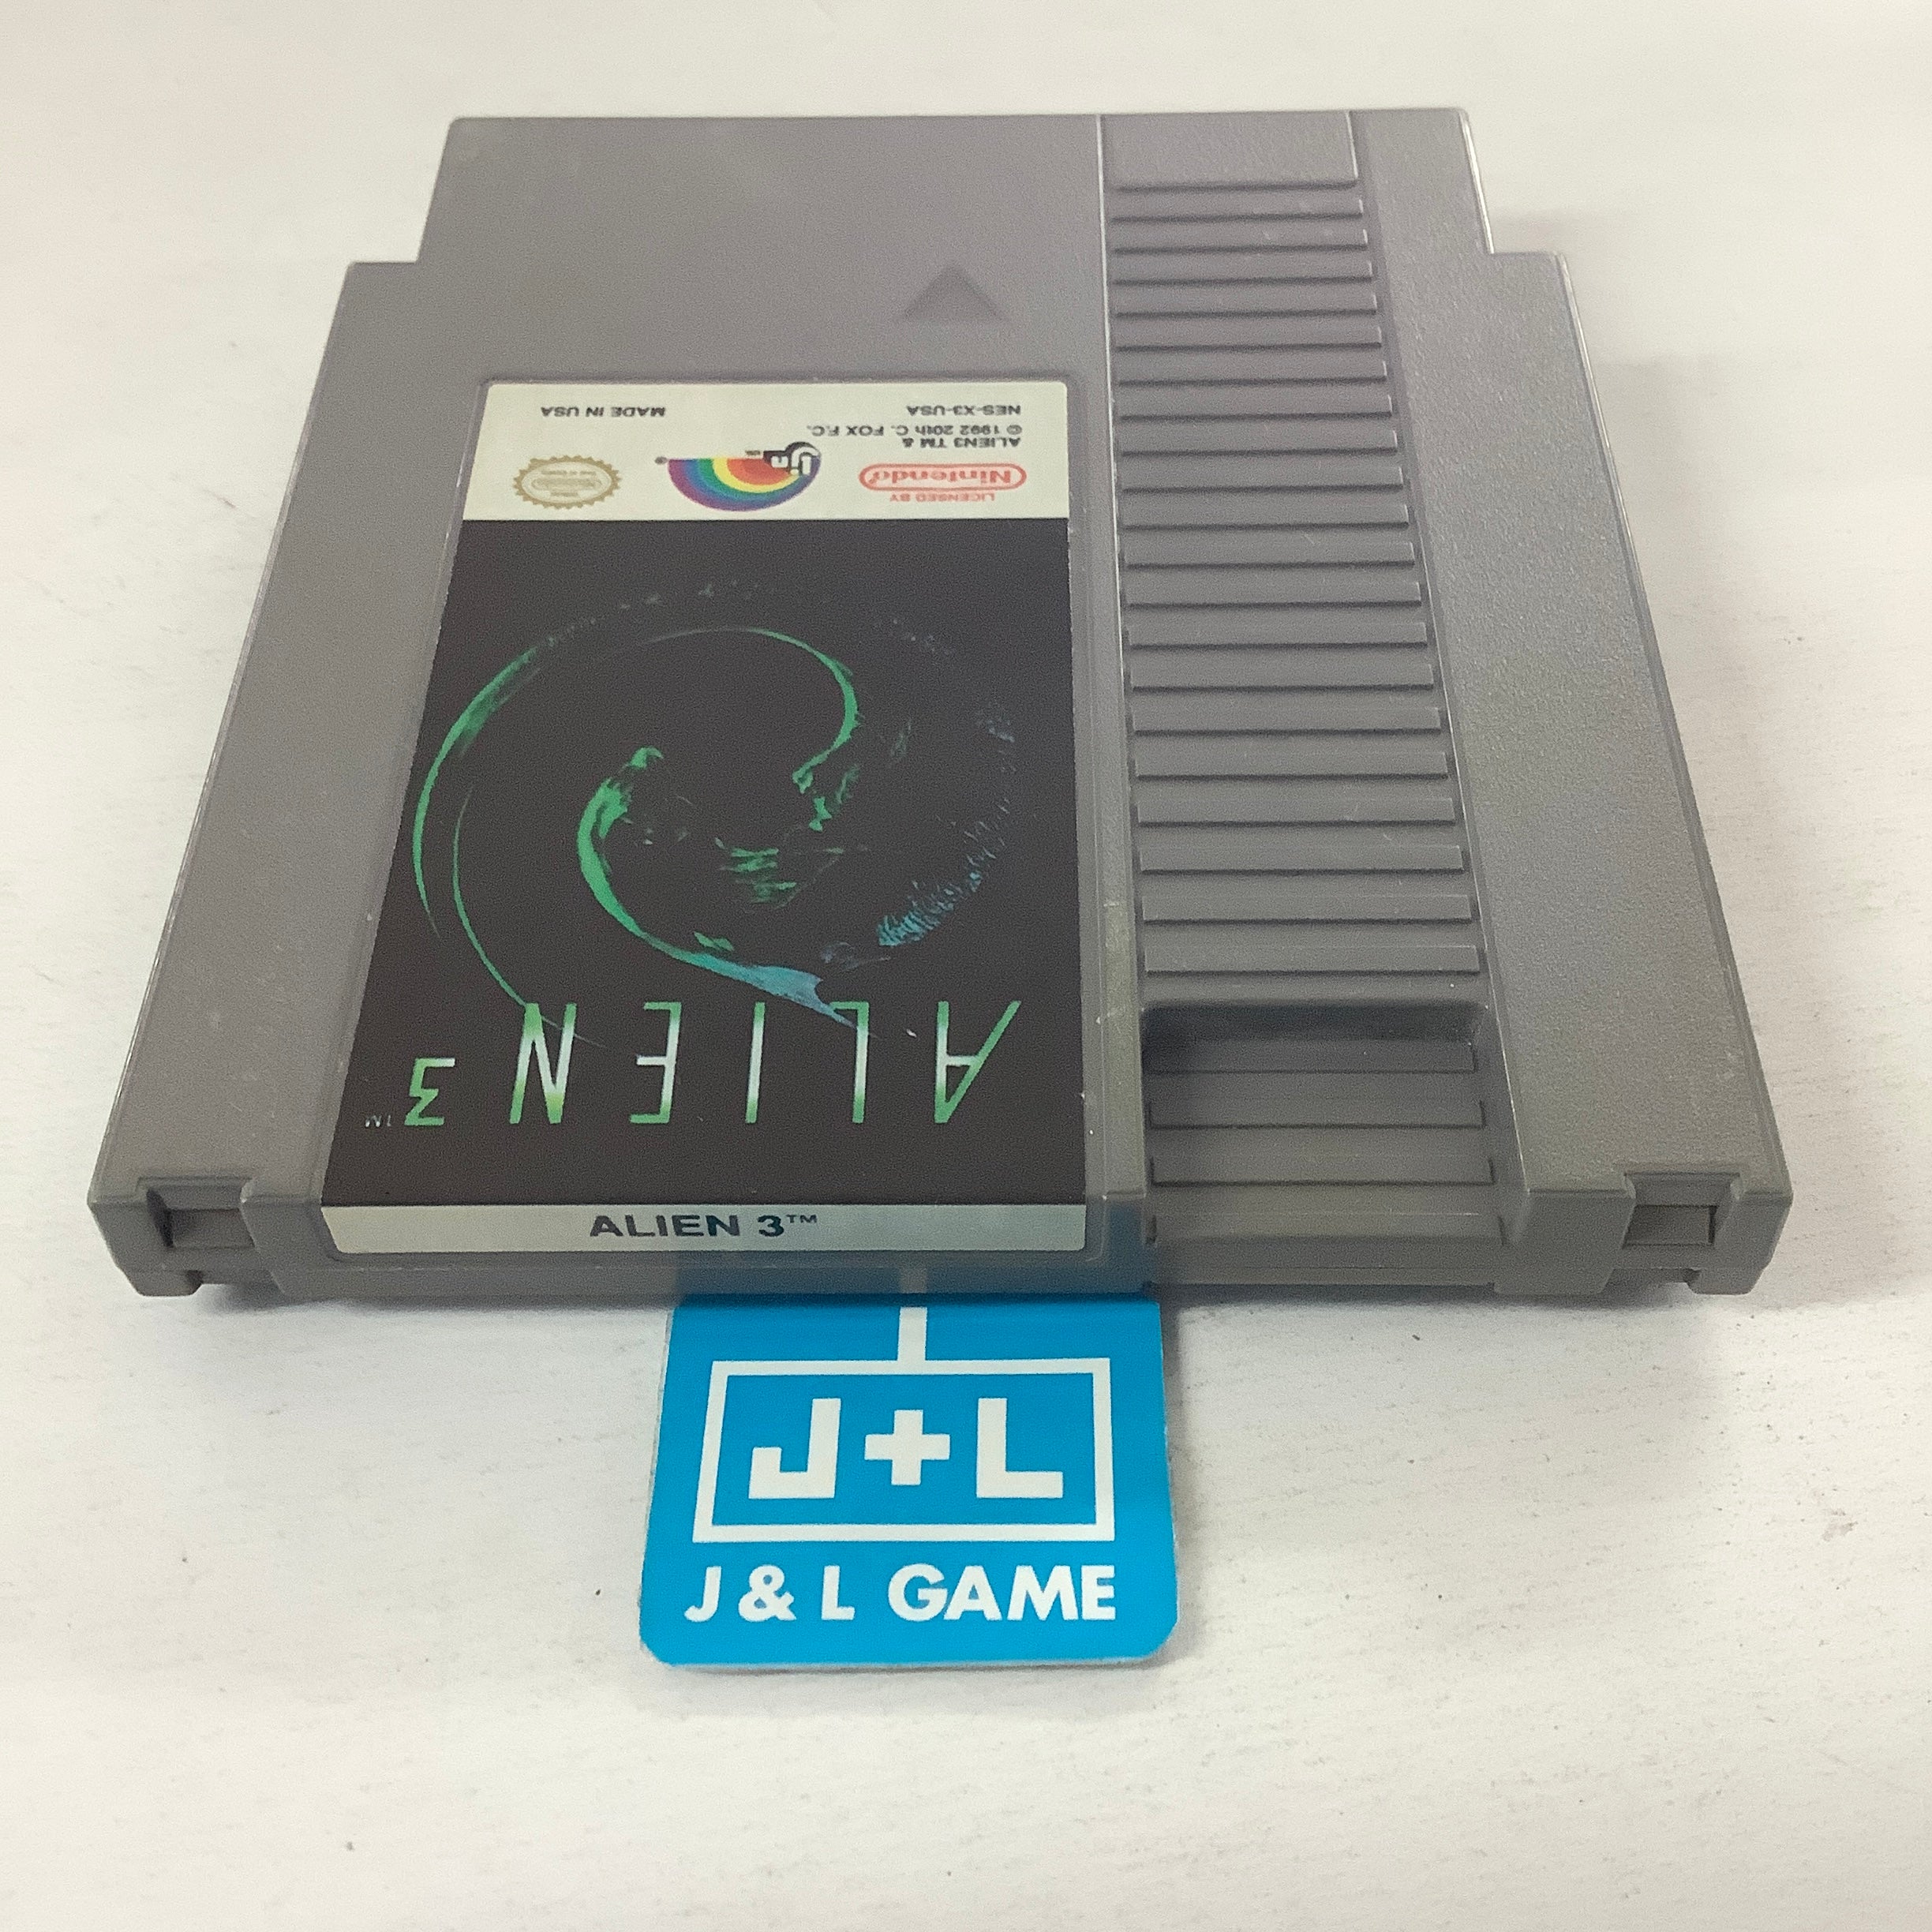 MADE IN USA
NES-X3-USA
ALIEN3 TM &
© 1992 20th C. FOX F.C.
LJN
®
LICENSED BY
Nintendo
ALIEN 3 ™
ALIEN 3™
J+L
J & L GAME